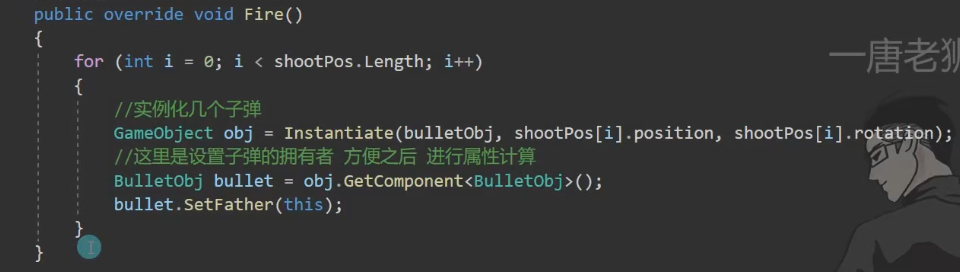 public override void Fire()
{
for (int i = 0; i < shootPos.Length; i++)
一唐老狮
{
//实例化几个子弹
GameObject obj = Instantiate(bulletObj, shootPos[i].position, shootPos[i].rotation);
//这里是设置子弹的拥有者 方便之后 进行属性计算
BulletObj bullet = obj.GetComponent<BulletObj>();
bullet.SetFather(this);
}
}